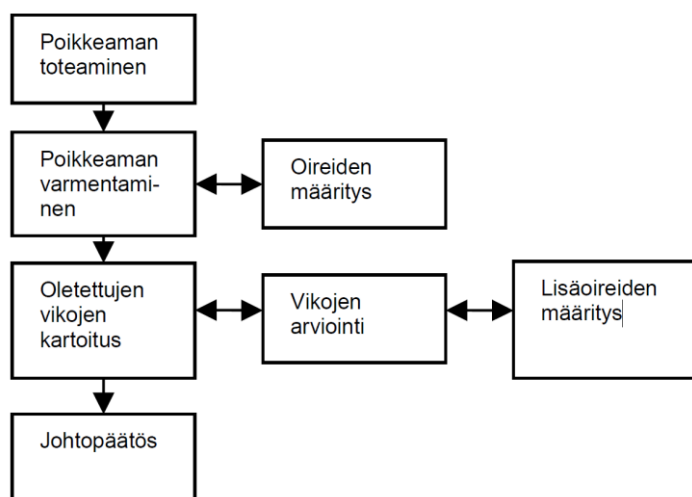 Poikkeaman
toteaminen
Poikkeaman
varmentami-
nen
Oireiden
määritys
Oletettujen
vikojen
kartoitus
Vikojen
arviointi
Lisäoireiden
määritys
Johtopäätös